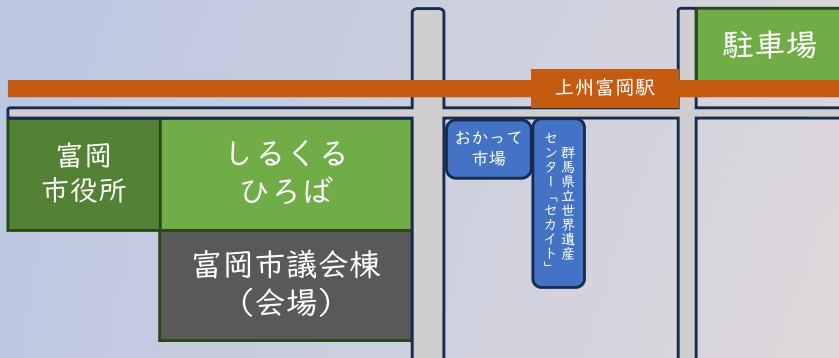 駐車場
上州富岡駅
富岡
市役所
しるくる
ひろば
おかって
市場
群馬県立世界遺産
センター「セカイト」
富岡市議会棟
（会場）